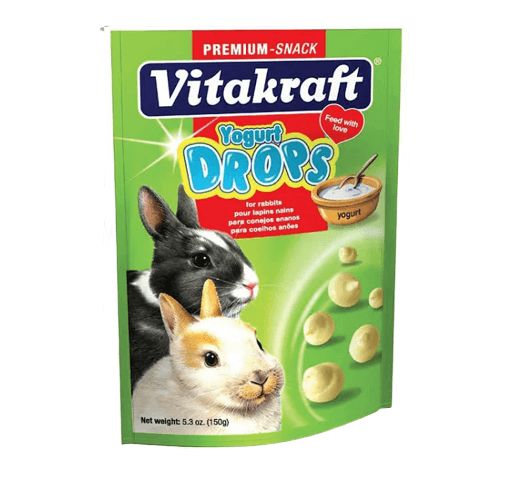 PREMIUM-SNACK
Vitakraft®
Feed with
love
Yogurt
DROPS
for rabbits
pour lapins nains
para conejos enanos
para coelhos anões
yogurt
Net weight: 5.3 oz. (150g)